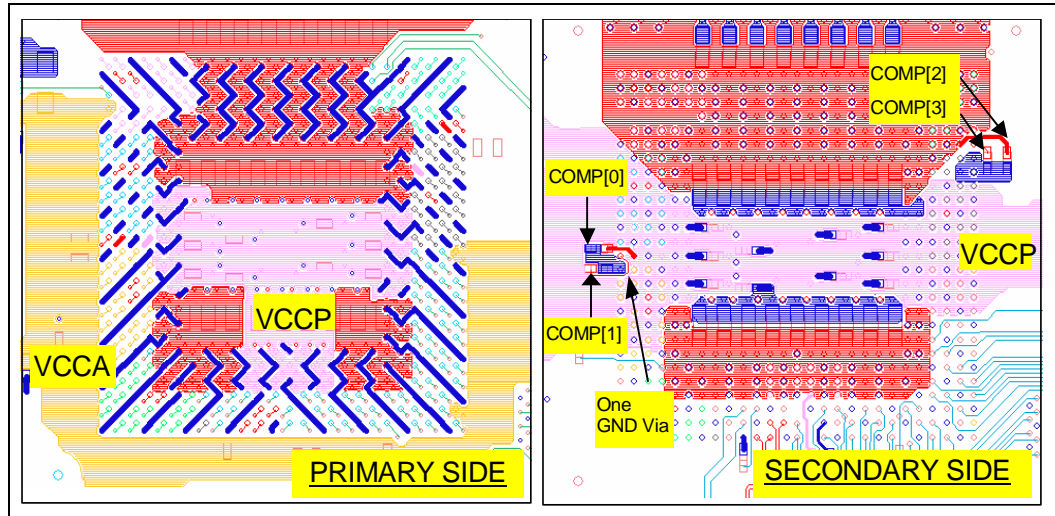 VCCP
VCCA
PRIMARY SIDE
COMP[2]
COMP[3]
COMP[0]
VCCP
COMP[1]
One
GND Via
SECONDARY SIDE